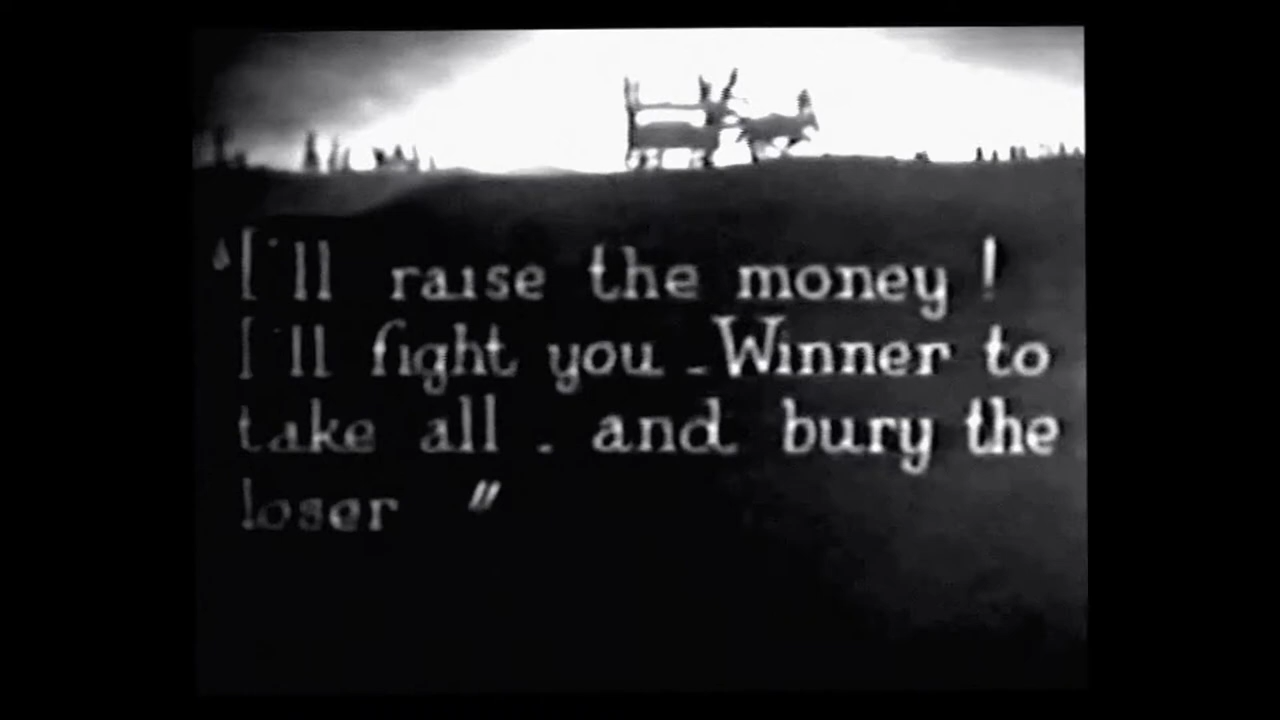 "I'll raise the money!
I'll fight you - Winner to
take all. and bury the
loser "